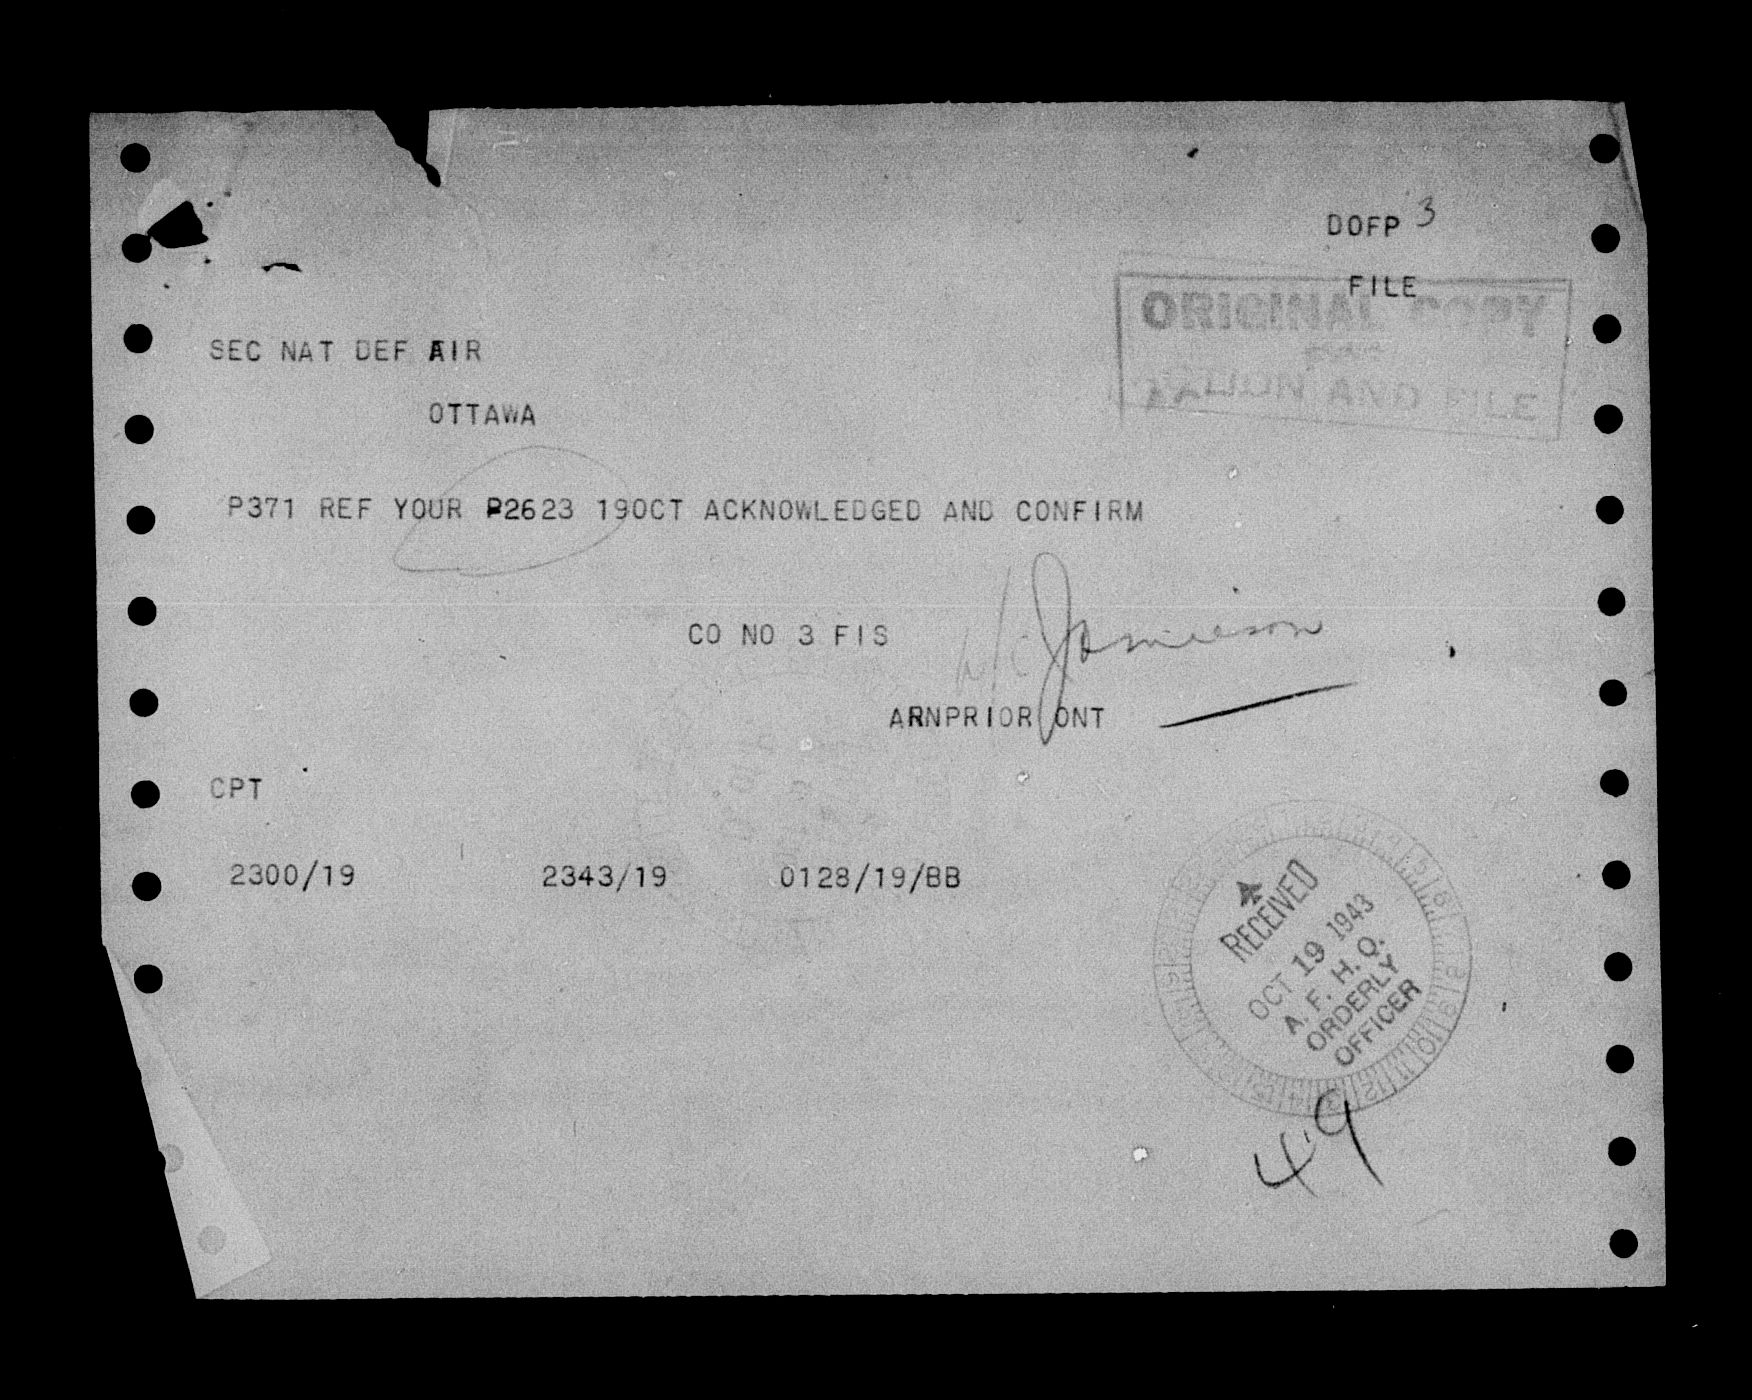 DOFP 3
FILE
ORIGINAL COPY
FOR
ACTION AND FILE
SEC NAT DEF AIR
OTTAWA
P371 REF YOUR P2623 19OCT ACKNOWLEDGED AND CONFIRM
CO NO 3 FIS
W/C Jamieson
ARNPRIOR ONT
CPT
2300/19 2343/19 0128/19/BB
RECEIVED
OCT 19 1943
A. F. H. Q.
ORDERLY
OFFICER
49